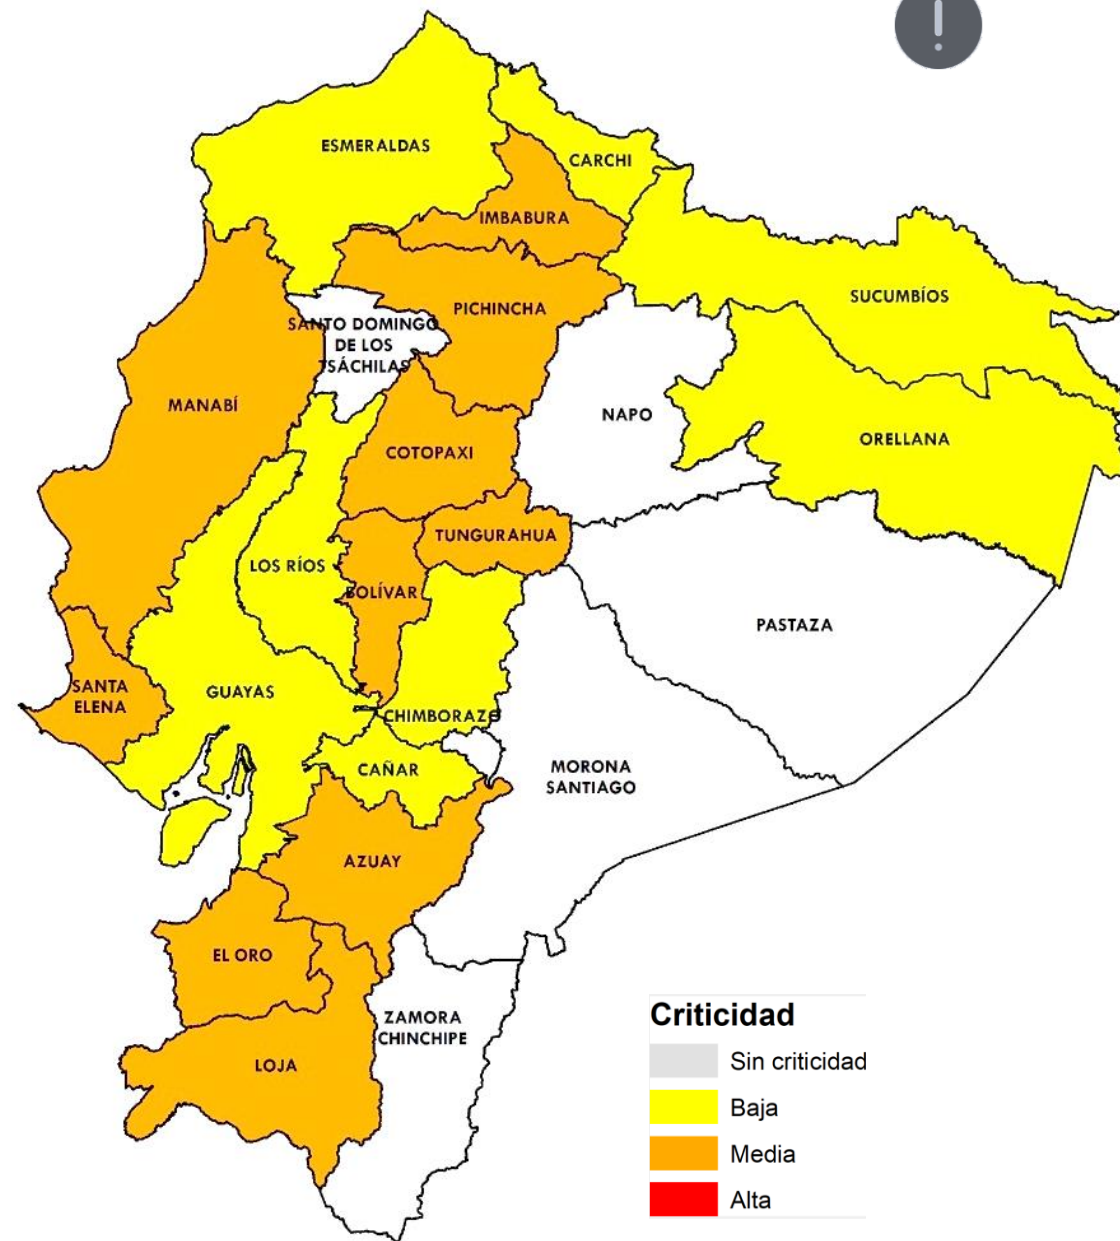 !
ESMERALDAS
CARCHI
IMBABURA
SUCUMBÍOS
PICHINCHA
SANTO DOMINGO
DE LOS
TSÁCHILAS
MANABÍ
NAPO
ORELLANA
COTOPAXI
TUNGURAHUA
LOS RÍOS
BOLÍVAR
PASTAZA
SANTA
ELENA
GUAYAS
CHIMBORAZO
CAÑAR
MORONA
SANTIAGO
AZUAY
EL ORO
ZAMORA
CHINCHIPE
LOJA
Criticidad
Sin criticidad
Baja
Media
Alta